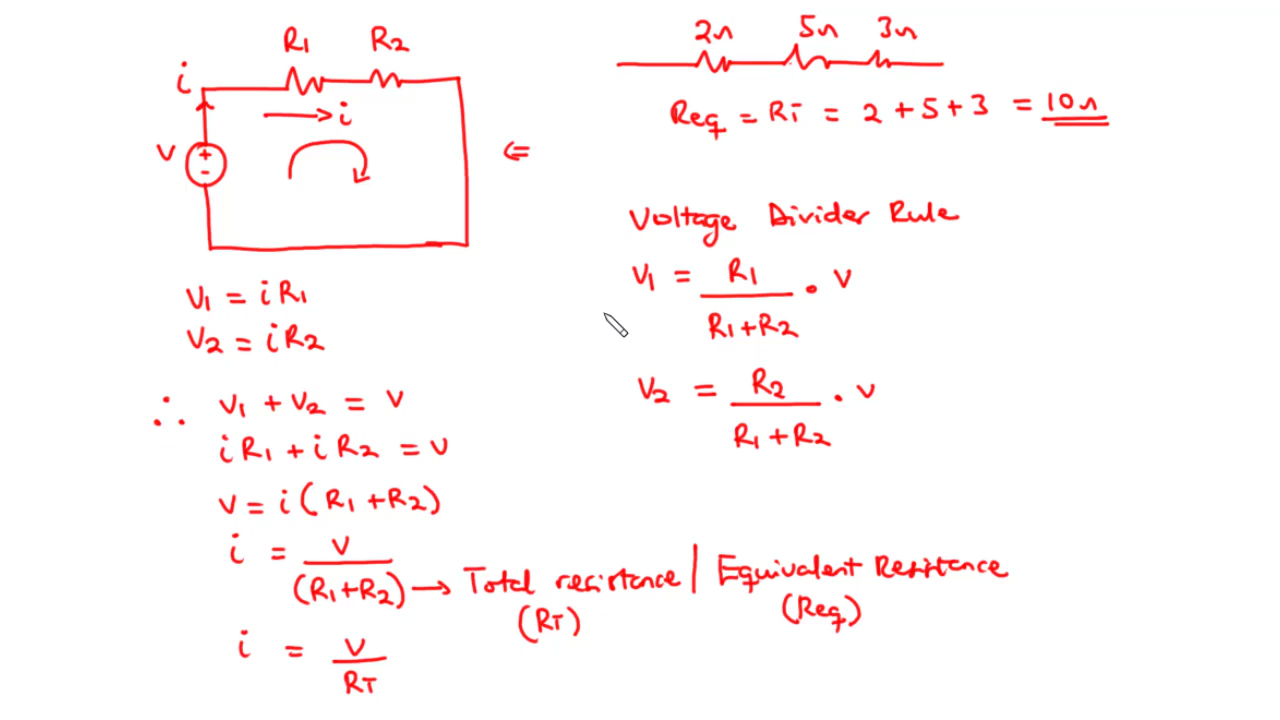 R1 R2
i
i
V
+
-
V1 = iR1
V2 = iR2
∴ V1 + V2 = V
iR1 + iR2 = V
V = i(R1 + R2)
i = V / (R1+R2) → Total resistance (RT) | Equivalent Resistance (Req)
i = V / RT
2Ω 5Ω 3Ω
Req = RT = 2 + 5 + 3 = 10Ω
⇐
Voltage Divider Rule
V1 = R1 / R1+R2 . V
V2 = R2 / R1+R2 . V